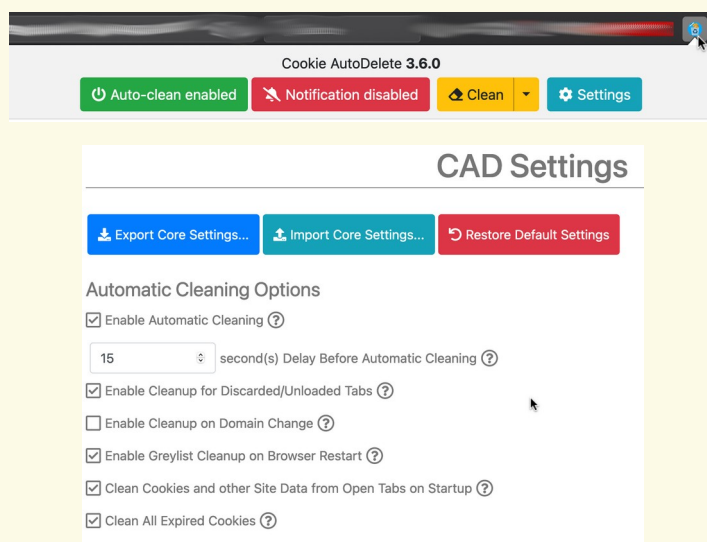 Cookie AutoDelete 3.6.0
Auto-clean enabled Notification disabled Clean Settings
CAD Settings
Export Core Settings... Import Core Settings... Restore Default Settings
Automatic Cleaning Options
Enable Automatic Cleaning ?
15 second(s) Delay Before Automatic Cleaning ?
Enable Cleanup for Discarded/Unloaded Tabs ?
Enable Cleanup on Domain Change ?
Enable Greylist Cleanup on Browser Restart ?
Clean Cookies and other Site Data from Open Tabs on Startup ?
Clean All Expired Cookies ?